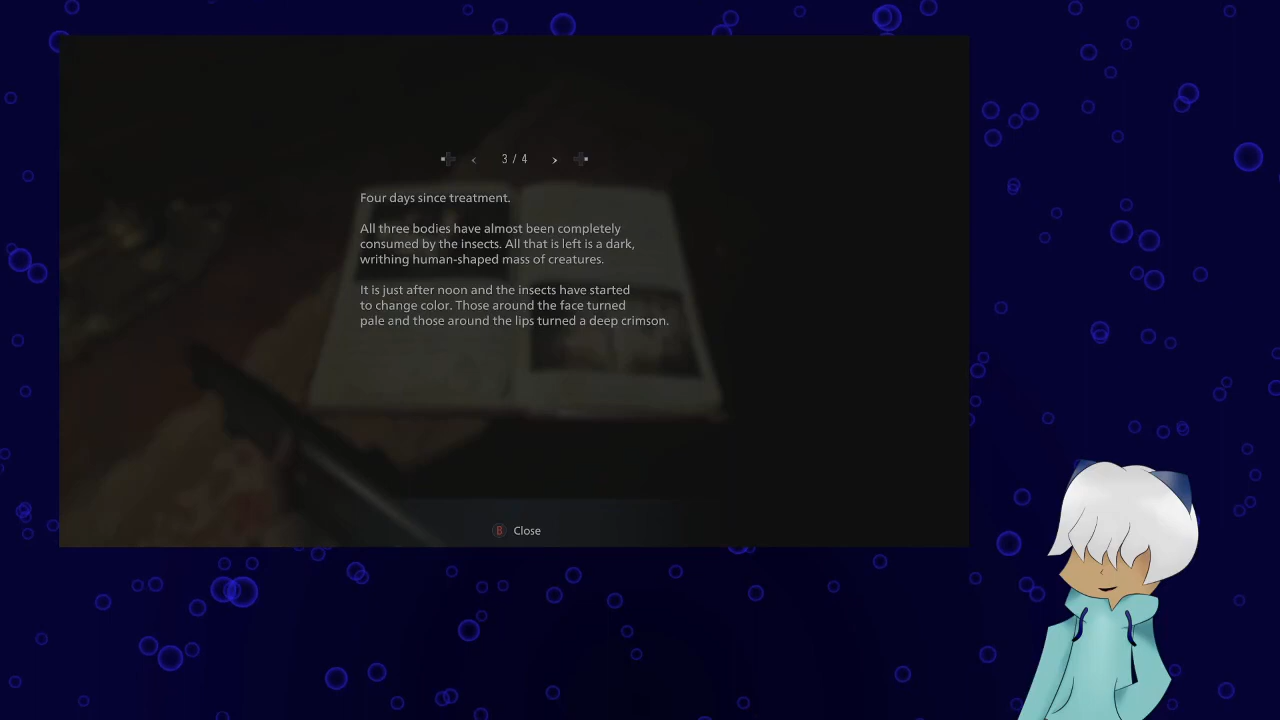 3 / 4
Four days since treatment.
All three bodies have almost been completely
consumed by the insects. All that is left is a dark,
writhing human-shaped mass of creatures.
It is just after noon and the insects have started
to change color. Those around the face turned
pale and those around the lips turned a deep crimson.
B Close